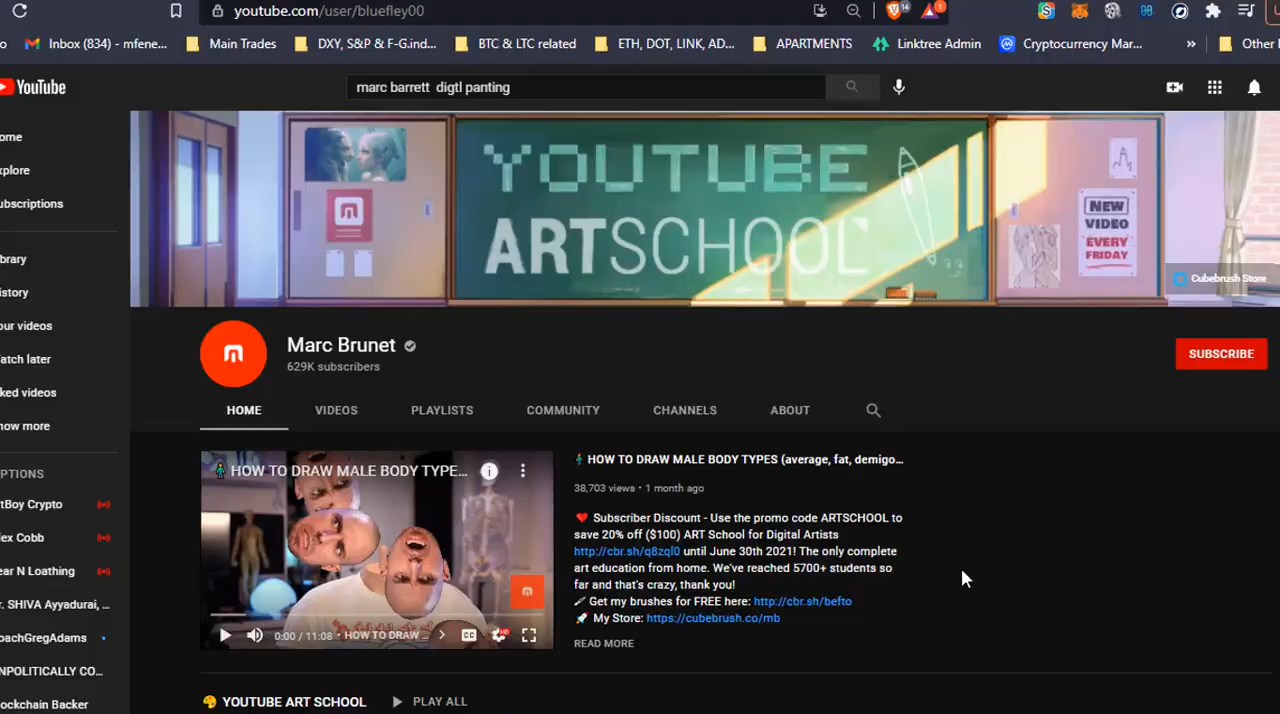 youtube.com/user/bluefley00
14
1
Inbox (834) - mfene...
Main Trades
DXY, S&P & F-G.ind...
BTC & LTC related
ETH, DOT, LINK, AD...
APARTMENTS
Linktree Admin
Cryptocurrency Mar...
»
Other
YouTube
marc barrett  digtl panting
ome
xplore
ubscriptions
brary
istory
our videos
atch later
ked videos
now more
PTIONS
tBoy Crypto
lex Cobb
ear N Loathing
r. SHIVA Ayyadurai, ...
oachGregAdams
NPOLITICALLY CO...
ockchain Backer
YOUTUBE
ARTSCHOOL
NEW
VIDEO
EVERY
FRIDAY
Cubebrush Store
Marc Brunet
629K subscribers
SUBSCRIBE
HOME
VIDEOS
PLAYLISTS
COMMUNITY
CHANNELS
ABOUT
HOW TO DRAW MALE BODY TYPE...
0:00 / 11:08 • HOW TO DRAW ...
CC
HOW TO DRAW MALE BODY TYPES (average, fat, demigo...
38,703 views • 1 month ago
Subscriber Discount - Use the promo code ARTSCHOOL to
save 20% off ($100) ART School for Digital Artists
http://cbr.sh/q8zql0 until June 30th 2021! The only complete
art education from home. We've reached 5700+ students so
far and that's crazy, thank you!
Get my brushes for FREE here: http://cbr.sh/befto
My Store: https://cubebrush.co/mb
READ MORE
YOUTUBE ART SCHOOL
PLAY ALL